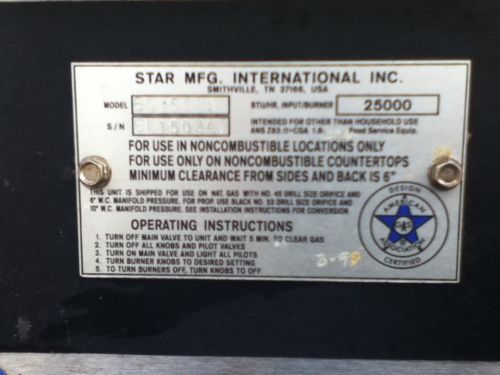 STAR MFG. INTERNATIONAL INC.
SMITHVILLE, TN 37166, USA
MODEL
BTU/HR, INPUT/BURNER 25000
S/N
INTENDED FOR OTHER THAN HOUSEHOLD USE
ANS Z83.11-CGA 1.8- Food Service Equip.
FOR USE IN NONCOMBUSTIBLE LOCATIONS ONLY
FOR USE ONLY ON NONCOMBUSTIBLE COUNTERTOPS
MINIMUM CLEARANCE FROM SIDES AND BACK IS 6"
THIS UNIT IS SHIPPED FOR USE ON NAT. GAS WITH NO. 45 DRILL SIZE ORIFICE AND
6" W.C. MANIFOLD PRESSURE. FOR PROP. USE BLACK NO. 53 DRILL SIZE ORIFICE AND
10" W.C. MANIFOLD PRESSURE. SEE INSTALLATION INSTRUCTIONS FOR CONVERSION
OPERATING INSTRUCTIONS
1. TURN OFF MAIN VALVE TO UNIT AND WAIT 5 MIN. TO CLEAR GAS
2. TURN OFF ALL KNOBS AND PILOT VALVES
3. TURN ON MAIN VALVE AND LIGHT ALL PILOTS
4. TURN BURNER KNOBS TO DESIRED SETTING
5. TO TURN BURNERS OFF, TURN KNOBS TO OFF
DESIGN
AMERICAN
GAS
ASSOCIATION
CERTIFIED